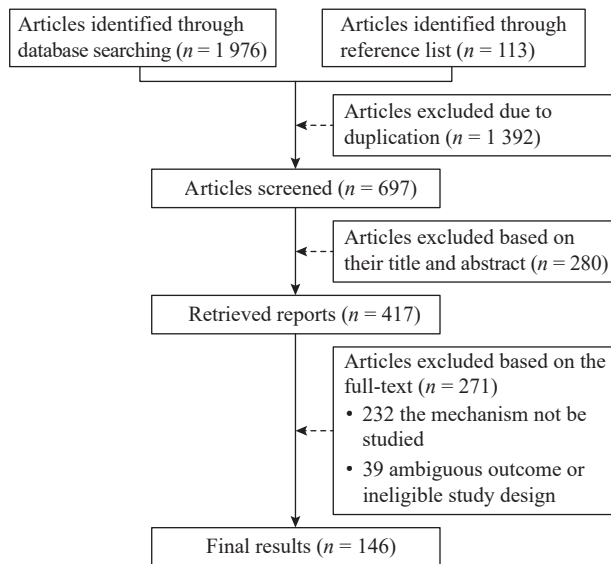 Articles identified through
database searching (n = 1 976)
Articles identified through
reference list (n = 113)
Articles excluded due to
duplication (n = 1 392)
Articles screened (n = 697)
Articles excluded based on
their title and abstract (n = 280)
Retrieved reports (n = 417)
Articles excluded based on the
full-text (n = 271)
• 232 the mechanism not be
studied
• 39 ambiguous outcome or
ineligible study design
Final results (n = 146)